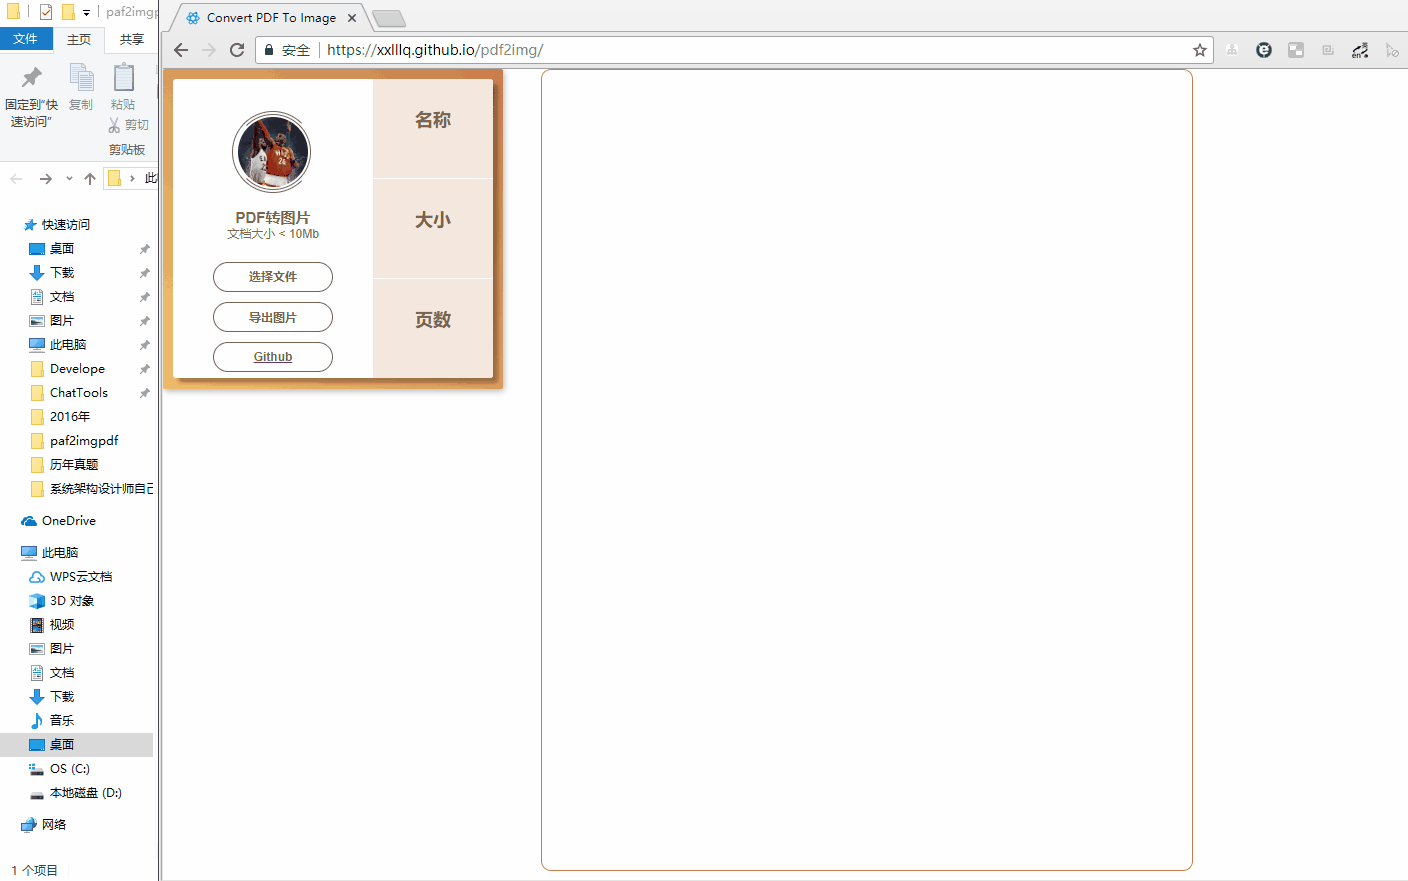 paf2imgp
文件 主页 共享
固定到"快
速访问"
复制
粘贴
剪切
剪贴板
此
快速访问
桌面
下载
文档
图片
此电脑
Develope
ChatTools
2016年
paf2imgpdf
历年真题
系统架构设计师自己
OneDrive
此电脑
WPS云文档
3D 对象
视频
图片
文档
下载
音乐
桌面
OS (C:)
本地磁盘 (D:)
网络
1 个项目
Convert PDF To Image
安全 https://xxlllq.github.io/pdf2img/
en
PDF转图片
文档大小 < 10Mb
选择文件
导出图片
Github
名称
大小
页数